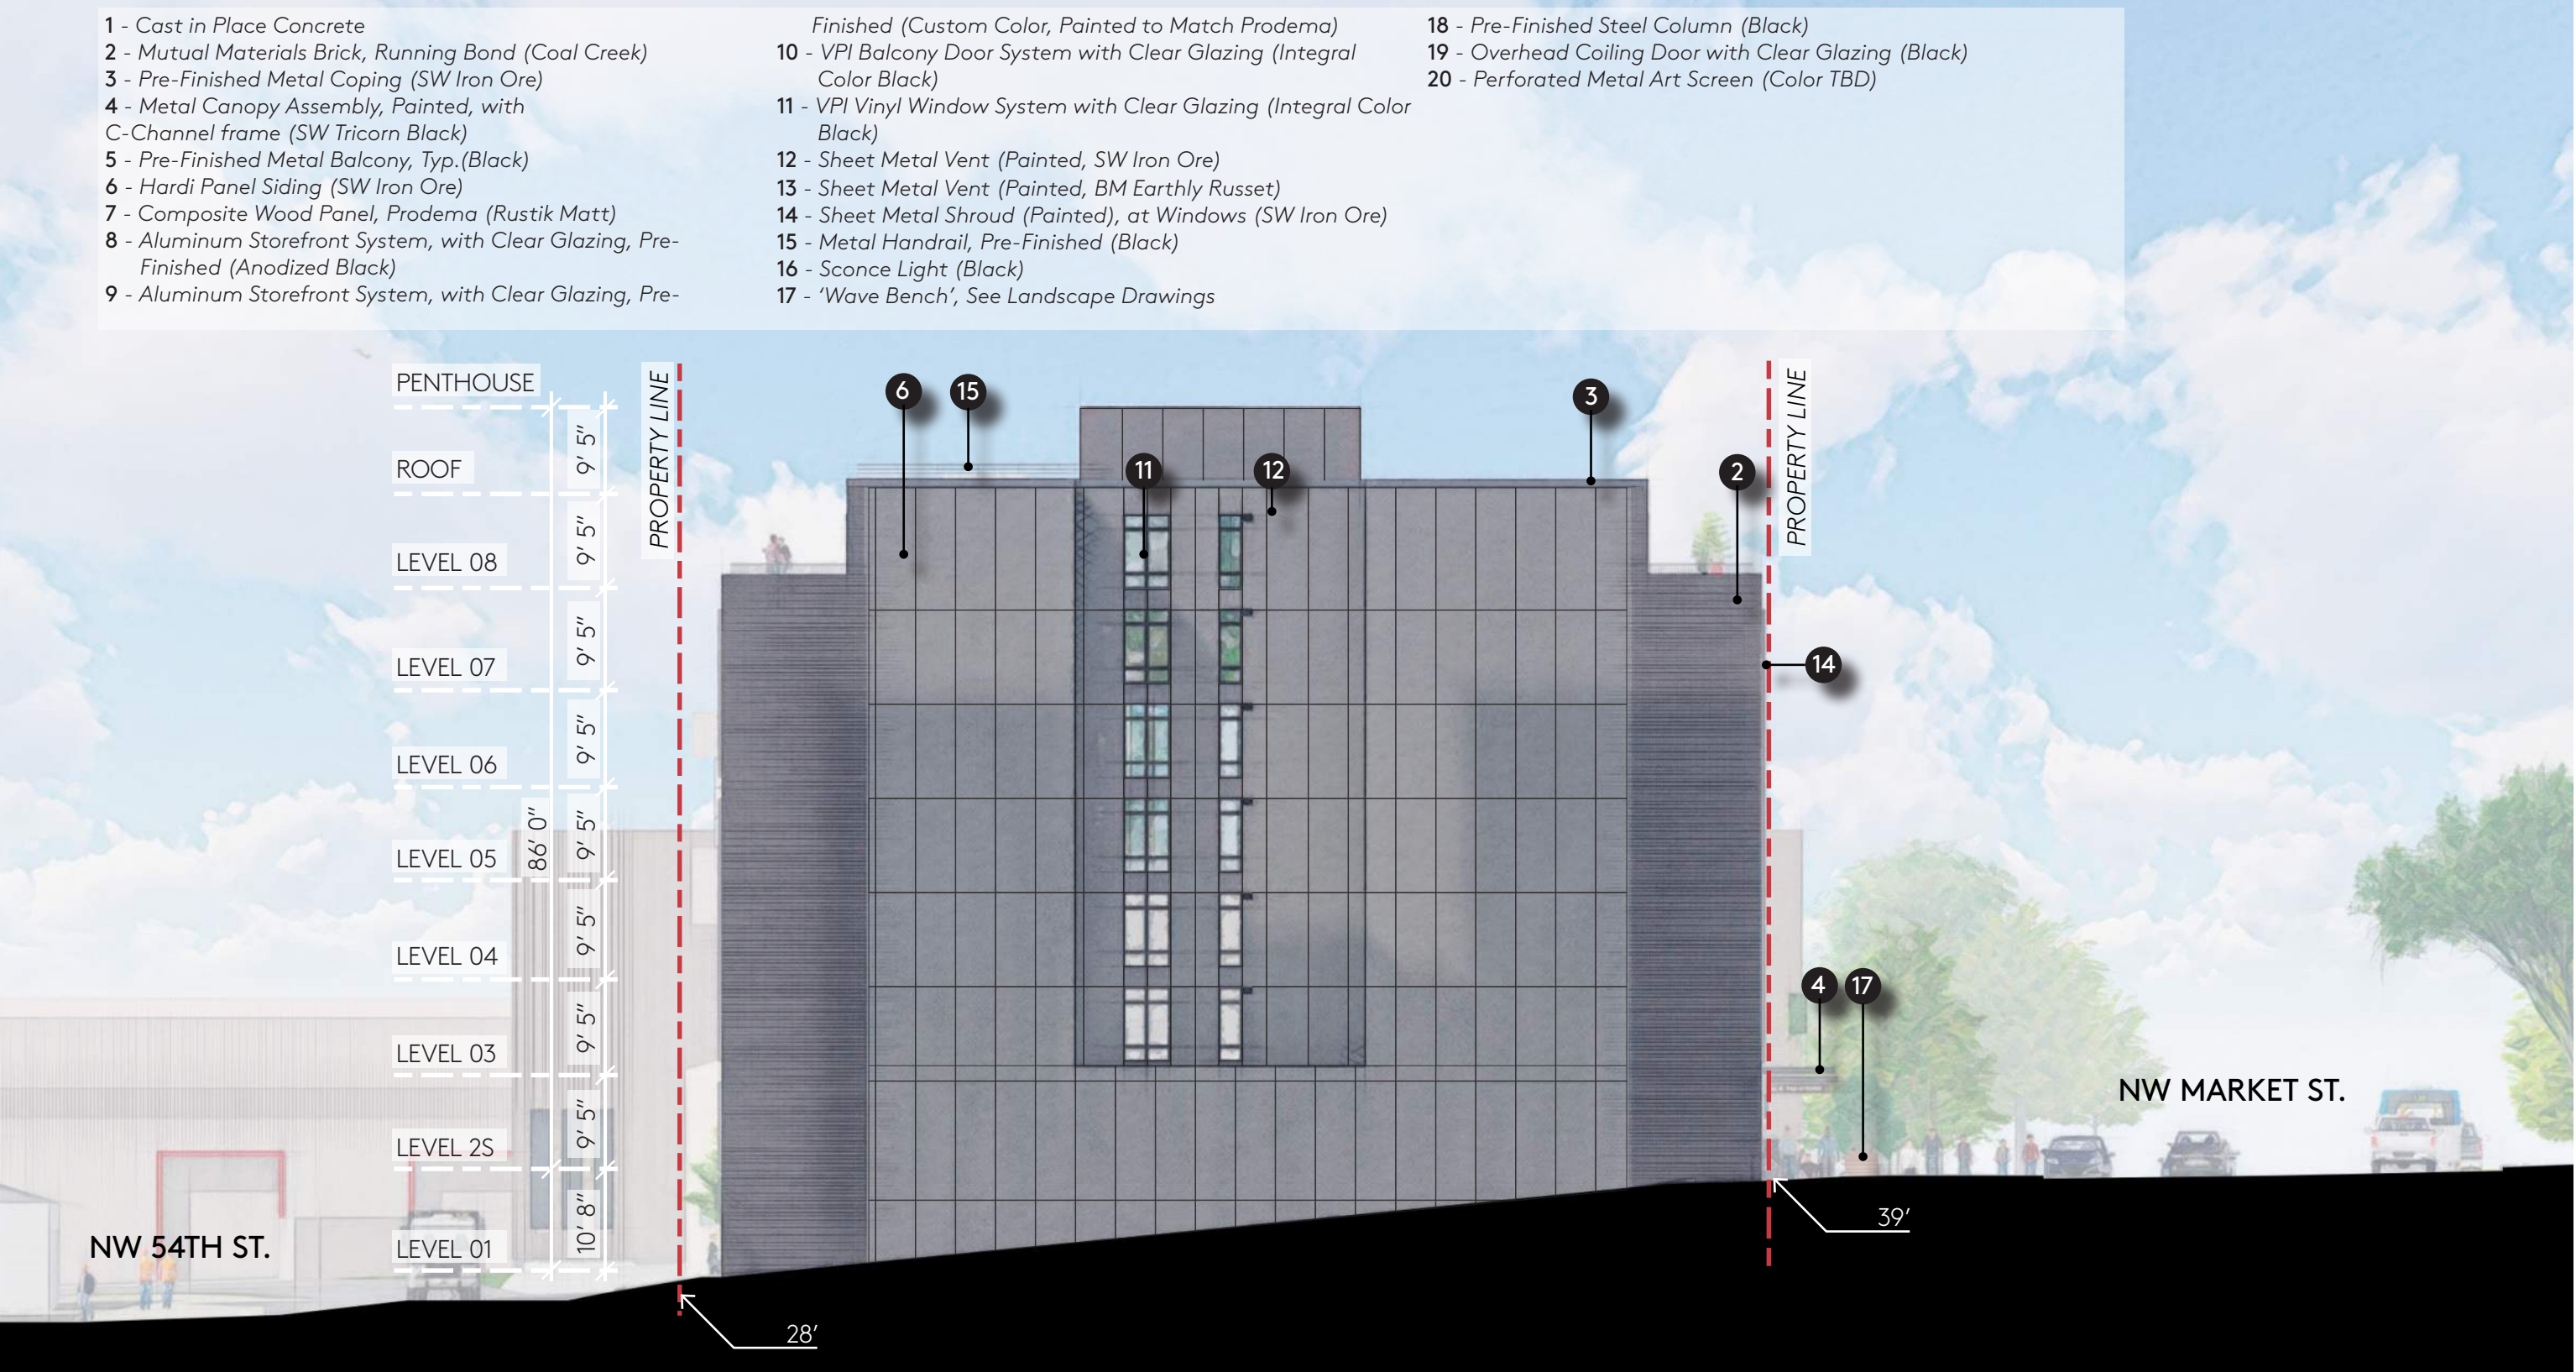 1 - Cast in Place Concrete
2 - Mutual Materials Brick, Running Bond (Coal Creek)
3 - Pre-Finished Metal Coping (SW Iron Ore)
4 - Metal Canopy Assembly, Painted, with
C-Channel frame (SW Tricorn Black)
5 - Pre-Finished Metal Balcony, Typ.(Black)
6 - Hardi Panel Siding (SW Iron Ore)
7 - Composite Wood Panel, Prodema (Rustik Matt)
8 - Aluminum Storefront System, with Clear Glazing, Pre-
Finished (Anodized Black)
9 - Aluminum Storefront System, with Clear Glazing, Pre-
Finished (Custom Color, Painted to Match Prodema)
10 - VPI Balcony Door System with Clear Glazing (Integral
Color Black)
11 - VPI Vinyl Window System with Clear Glazing (Integral Color
Black)
12 - Sheet Metal Vent (Painted, SW Iron Ore)
13 - Sheet Metal Vent (Painted, BM Earthly Russet)
14 - Sheet Metal Shroud (Painted), at Windows (SW Iron Ore)
15 - Metal Handrail, Pre-Finished (Black)
16 - Sconce Light (Black)
17 - ‘Wave Bench’, See Landscape Drawings
18 - Pre-Finished Steel Column (Black)
19 - Overhead Coiling Door with Clear Glazing (Black)
20 - Perforated Metal Art Screen (Color TBD)
PENTHOUSE
ROOF
LEVEL 08
LEVEL 07
LEVEL 06
LEVEL 05
LEVEL 04
LEVEL 03
LEVEL 2S
LEVEL 01
86’ 0”
9’ 5”
9’ 5”
9’ 5”
9’ 5”
9’ 5”
9’ 5”
9’ 5”
9’ 5”
10’ 8”
PROPERTY LINE
6
15
11
12
3
2
PROPERTY LINE
14
4
17
NW MARKET ST.
NW 54TH ST.
39’
28’